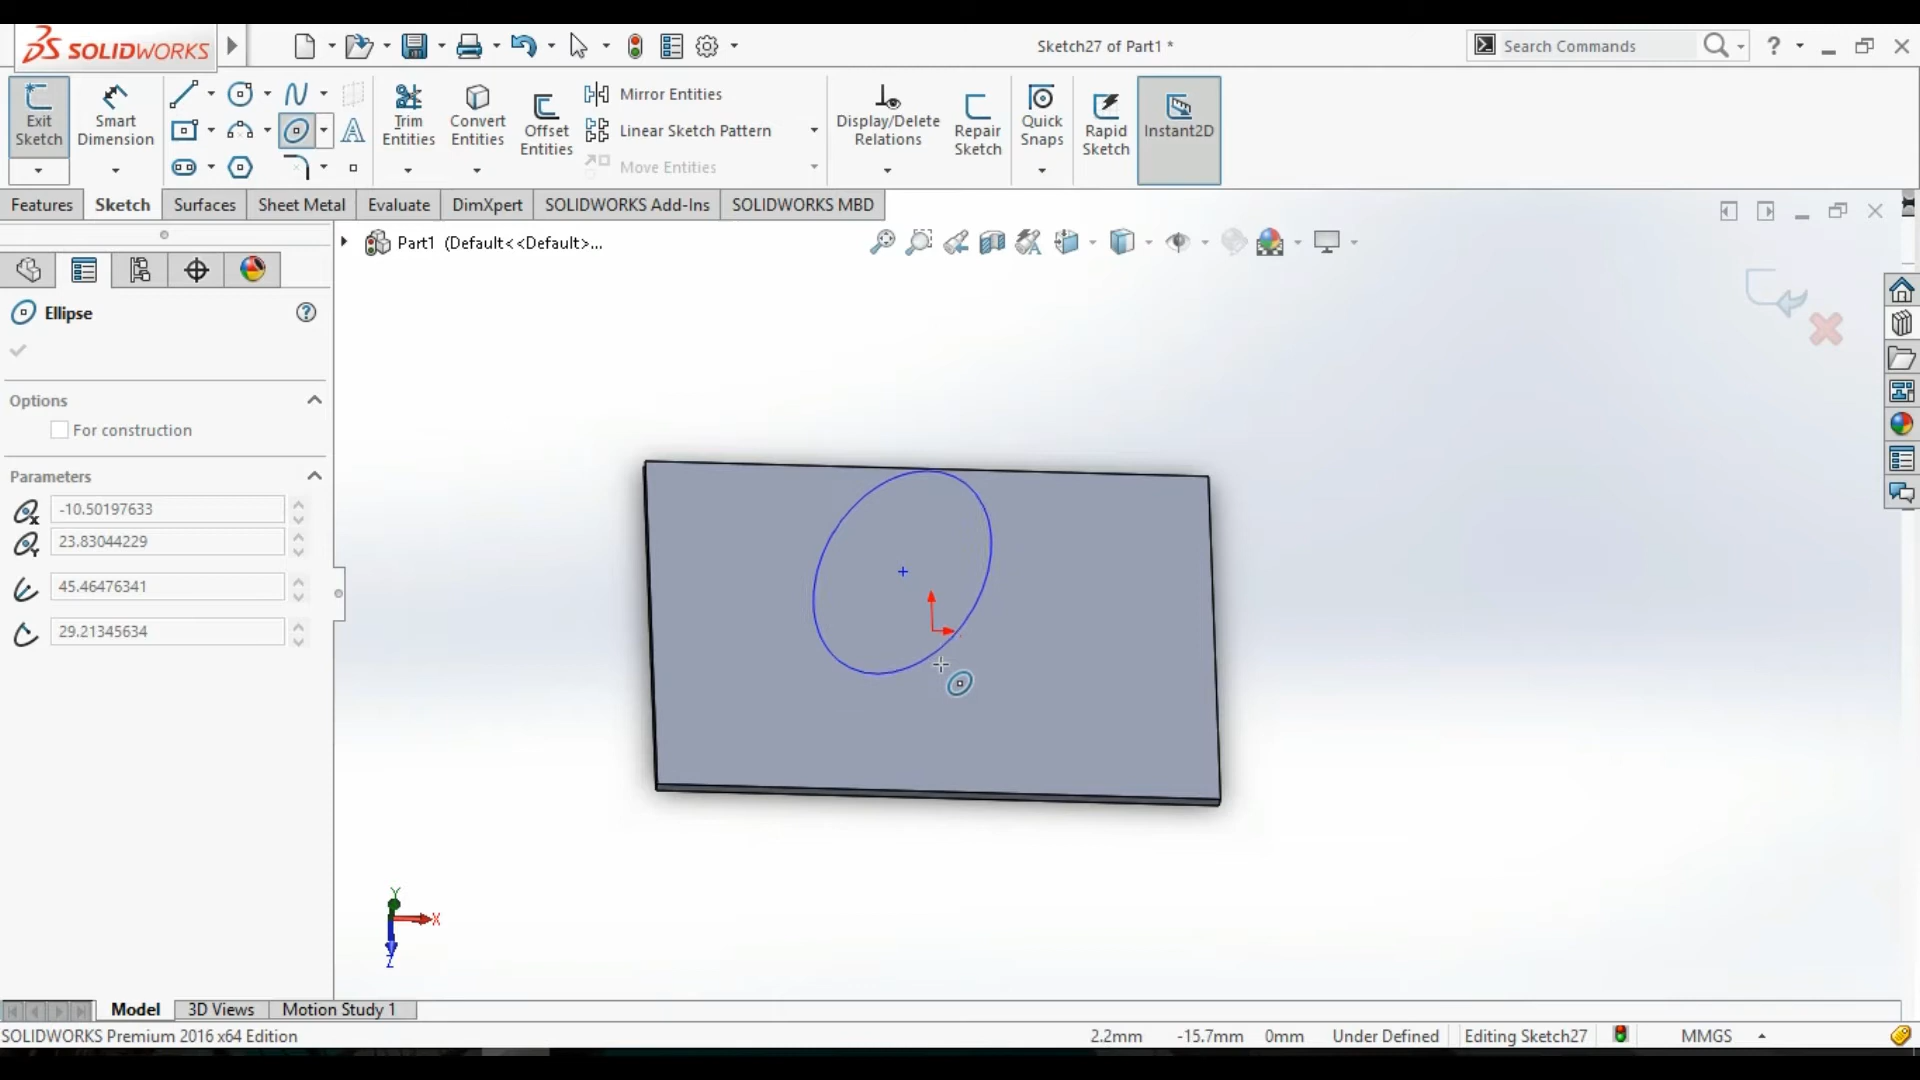 SOLIDWORKS
Sketch27 of Part1 *
Search Commands
?
Exit Sketch
Smart Dimension
Trim Entities
Convert Entities
Offset Entities
Mirror Entities
Linear Sketch Pattern
Move Entities
Display/Delete Relations
Repair Sketch
Quick Snaps
Rapid Sketch
Instant2D
Features
Sketch
Surfaces
Sheet Metal
Evaluate
DimXpert
SOLIDWORKS Add-Ins
SOLIDWORKS MBD
Part1 (Default<<Default>...
Ellipse
?
Options
For construction
Parameters
-10.50197633
23.83044229
45.46476341
29.21345634
Y
X
Z
Model
3D Views
Motion Study 1
SOLIDWORKS Premium 2016 x64 Edition
2.2mm
-15.7mm
0mm
Under Defined
Editing Sketch27
MMGS